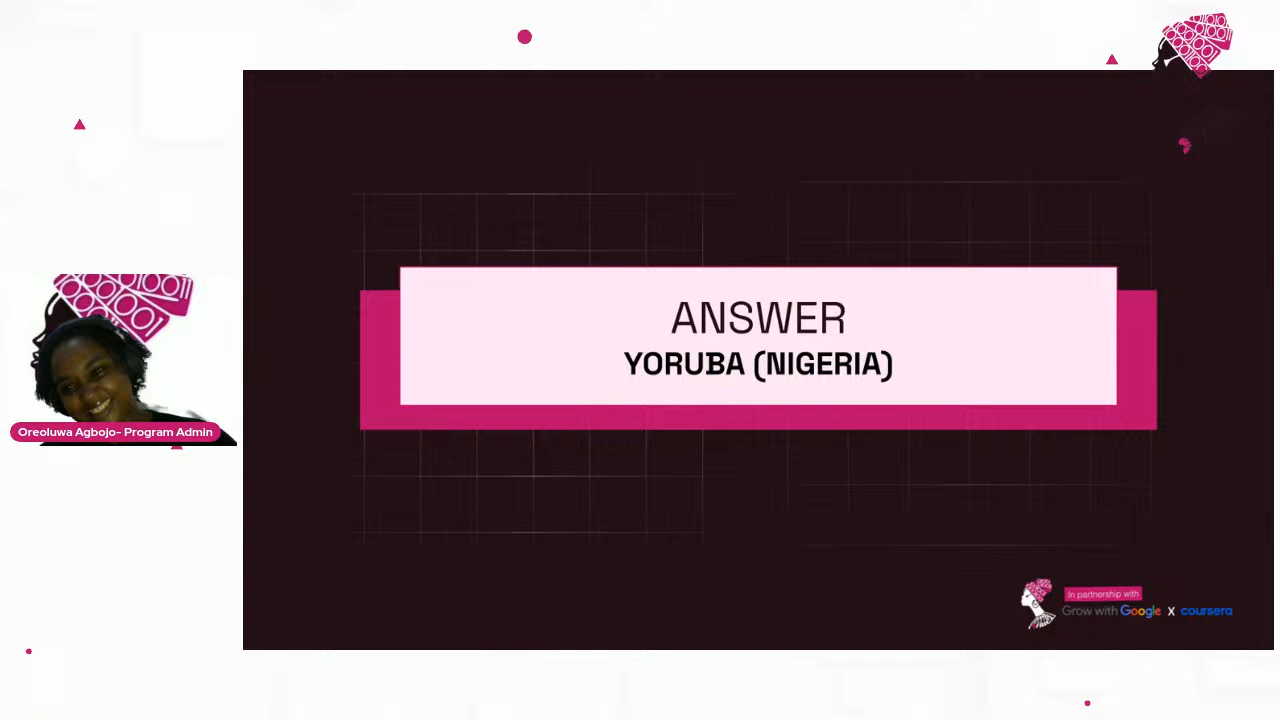 ANSWER
YORUBA (NIGERIA)
Oreoluwa Agbojo- Program Admin
In partnership with
Grow with Google X coursera